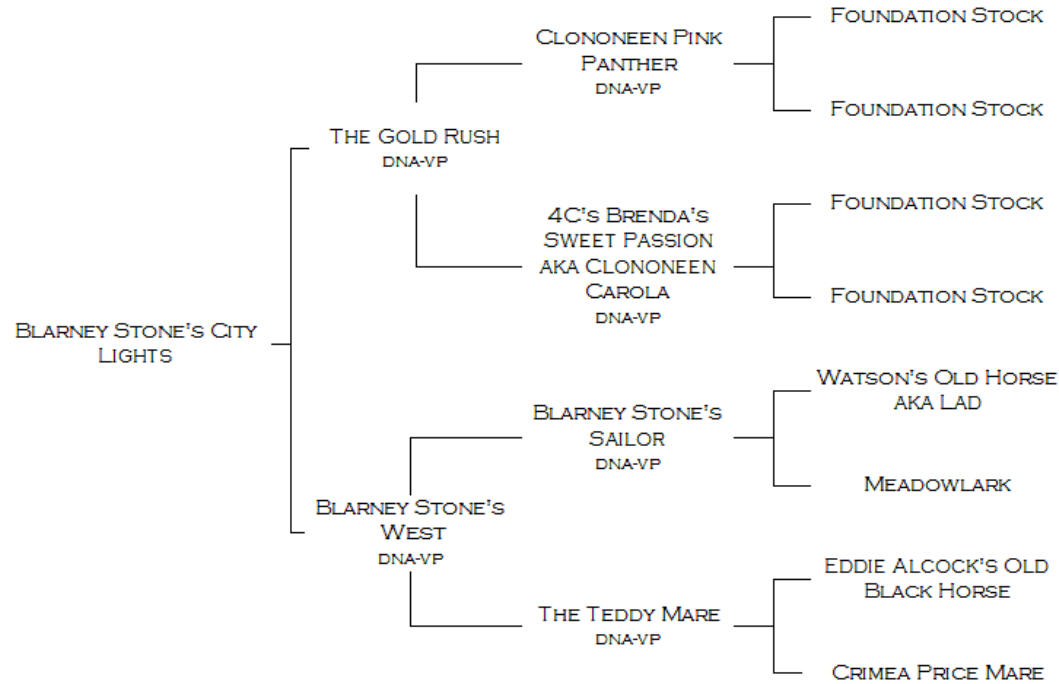 Foundation Stock
Clononeen Pink
Panther
DNA-VP
Foundation Stock
The Gold Rush
DNA-VP
Foundation Stock
4C's Brenda's
Sweet Passion
aka Clononeen
Carola
DNA-VP
Foundation Stock
Blarney Stone's City
Lights
Watson's Old Horse
aka Lad
Blarney Stone's
Sailor
DNA-VP
Meadowlark
Blarney Stone's
West
DNA-VP
Eddie Alcock's Old
Black Horse
The Teddy Mare
DNA-VP
Crimea Price Mare